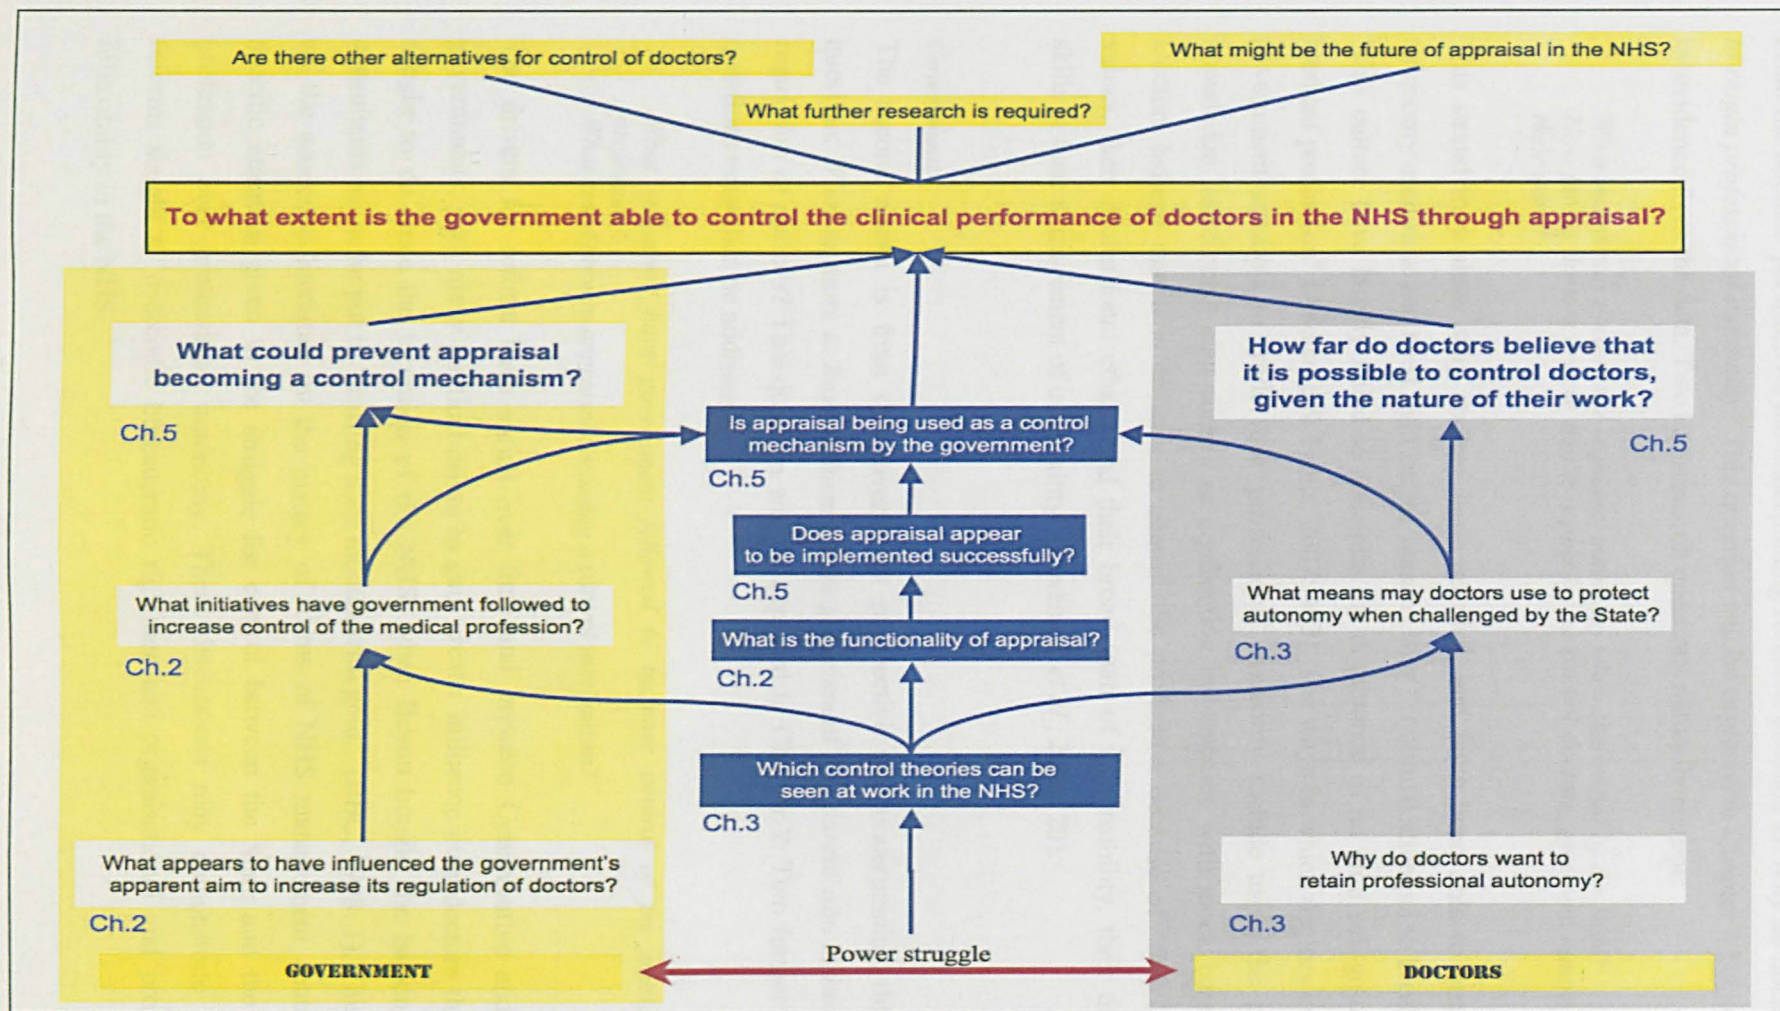 Are there other alternatives for control of doctors?
What might be the future of appraisal in the NHS?
What further research is required?
To what extent is the government able to control the clinical performance of doctors in the NHS through appraisal?
What could prevent appraisal
becoming a control mechanism?
Ch.5
How far do doctors believe that
it is possible to control doctors,
given the nature of their work?
Ch.5
Is appraisal being used as a control
mechanism by the government?
Ch.5
Does appraisal appear
to be implemented successfully?
Ch.5
What initiatives have government followed to
increase control of the medical profession?
Ch.2
What is the functionality of appraisal?
Ch.2
What means may doctors use to protect
autonomy when challenged by the State?
Ch.3
Which control theories can be
seen at work in the NHS?
Ch.3
What appears to have influenced the government's
apparent aim to increase its regulation of doctors?
Ch.2
Why do doctors want to
retain professional autonomy?
Ch.3
Power struggle
GOVERNMENT
DOCTORS